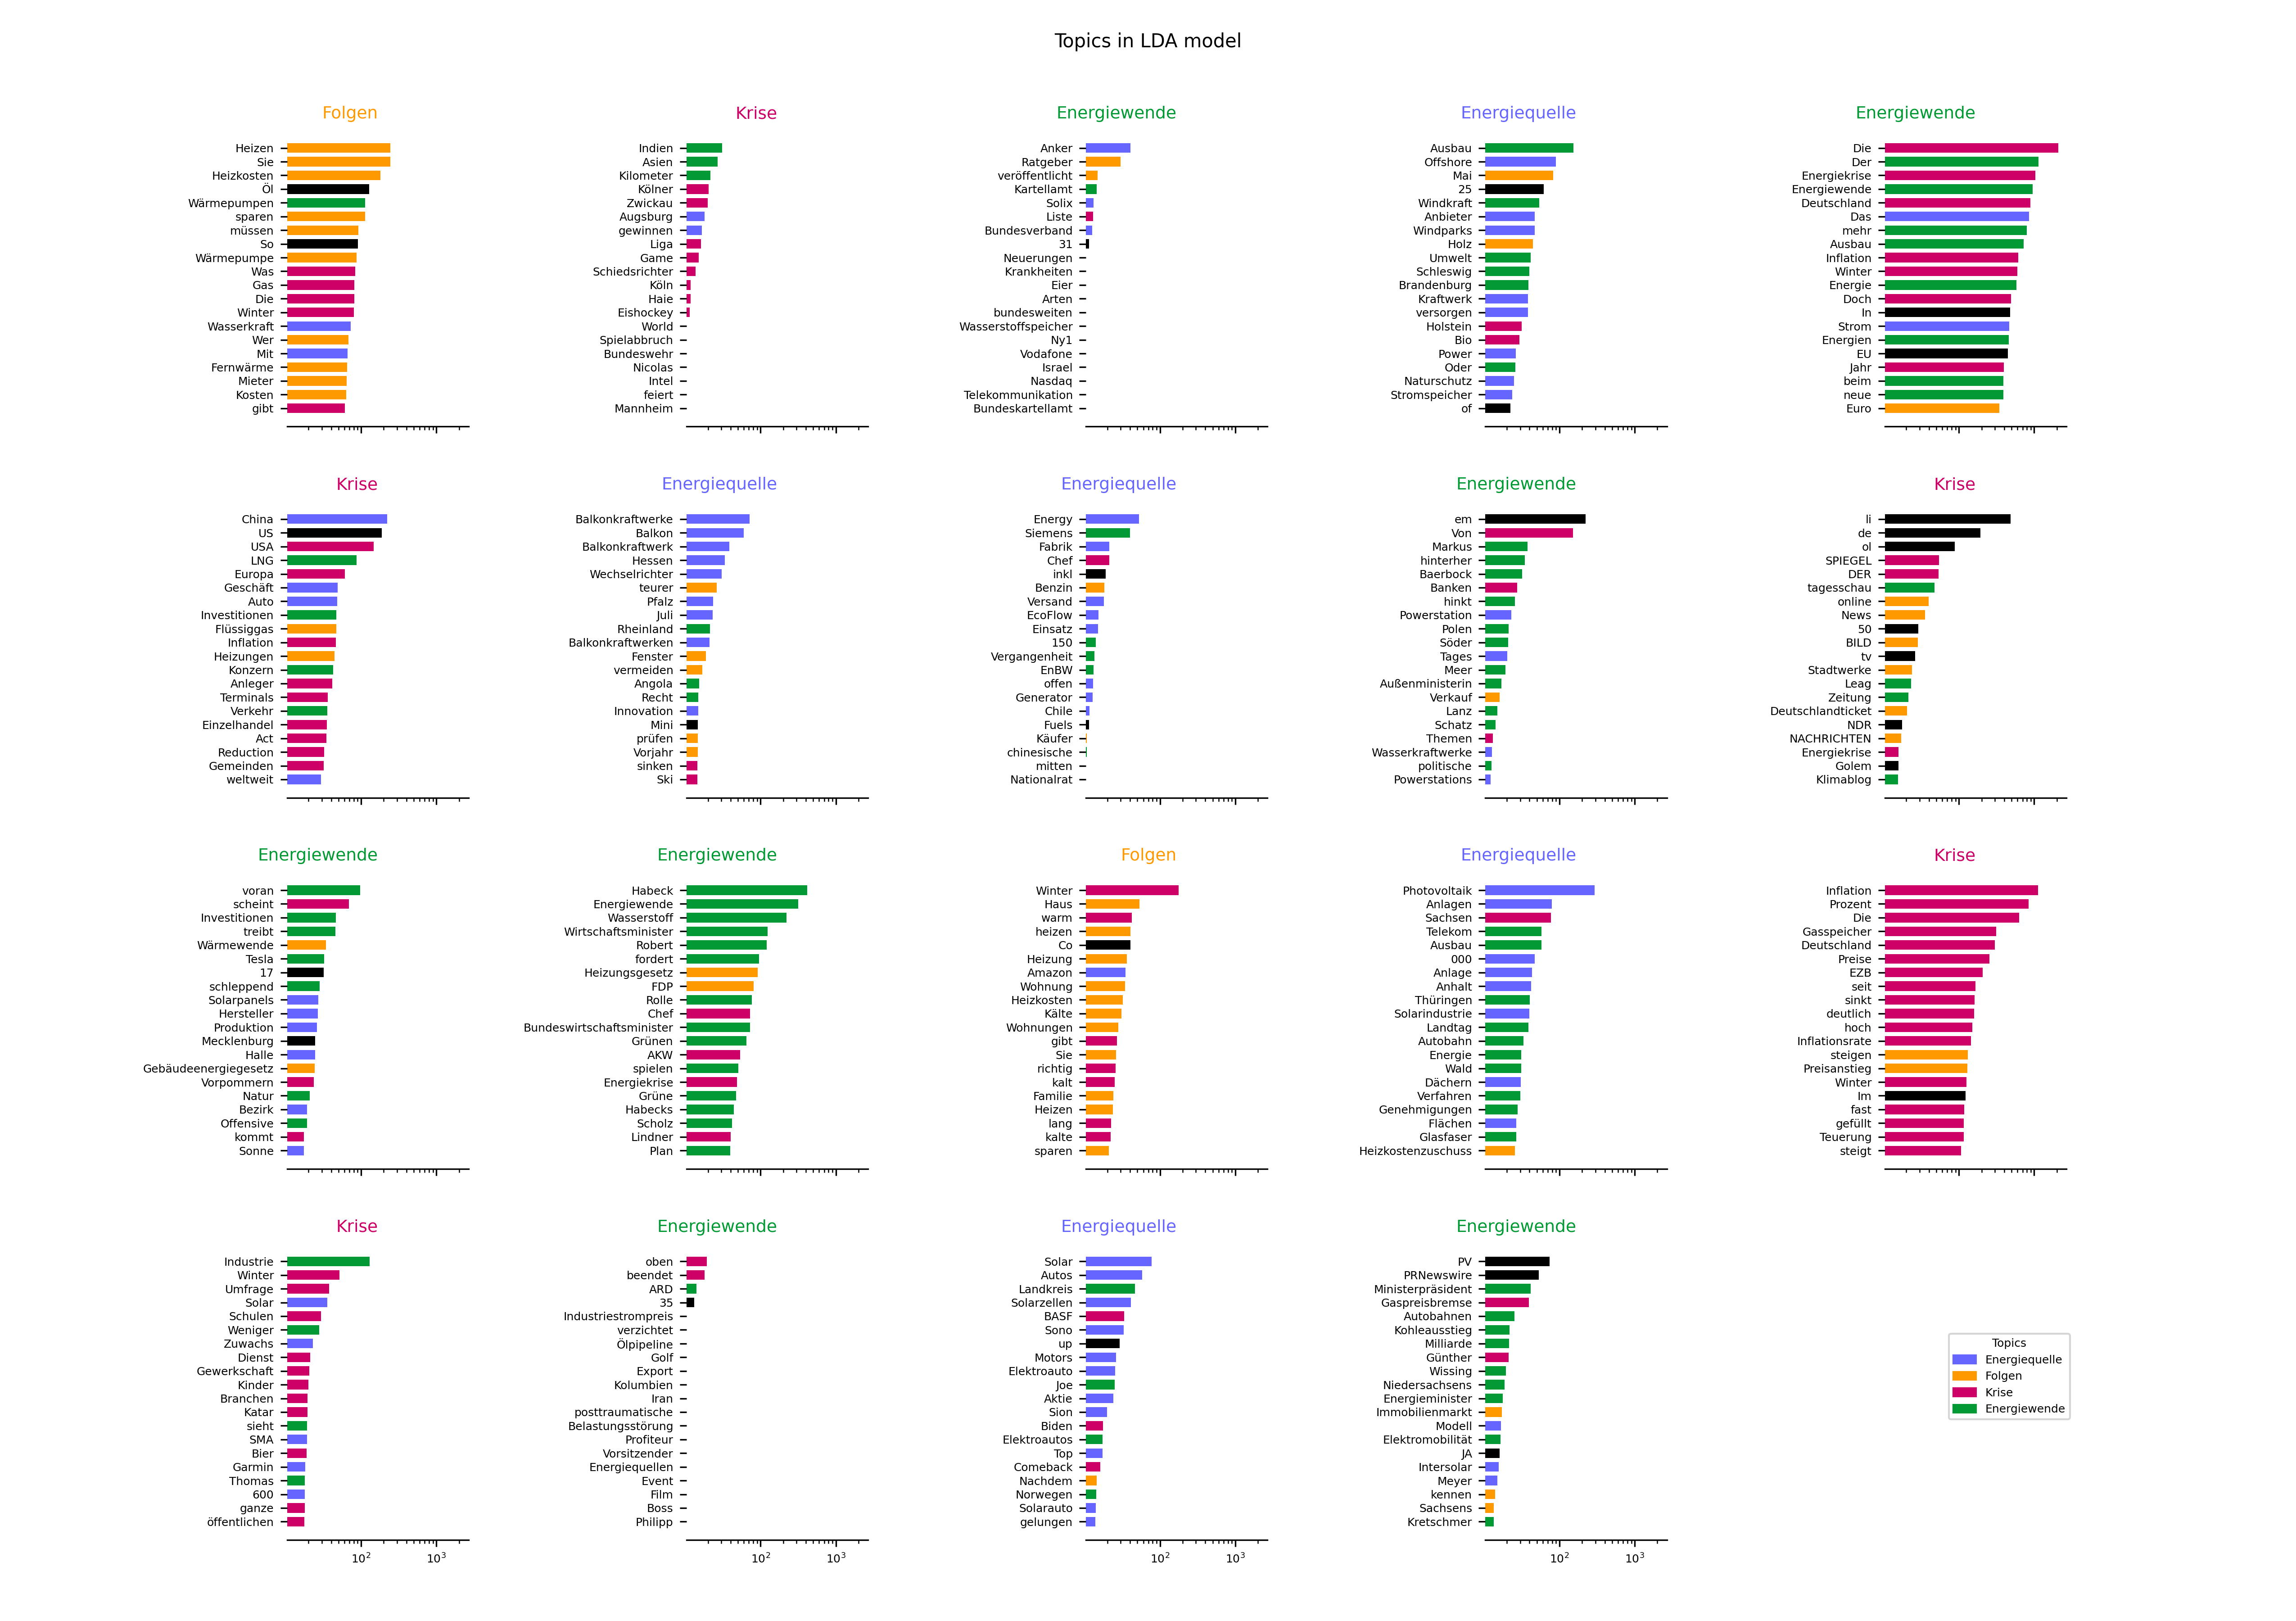 Topics in LDA model
Folgen
Heizen
Sie
Heizkosten
Öl
Wärmepumpen
sparen
müssen
So
Wärmepumpe
Was
Gas
Die
Winter
Wasserkraft
Wer
Mit
Fernwärme
Mieter
Kosten
gibt
Krise
Indien
Asien
Kilometer
Kölner
Zwickau
Augsburg
gewinnen
Liga
Game
Schiedsrichter
Köln
Haie
Eishockey
World
Spielabbruch
Bundeswehr
Nicolas
Intel
feiert
Mannheim
Energiewende
Anker
Ratgeber
veröffentlicht
Kartellamt
Solix
Liste
Bundesverband
31
Neuerungen
Krankheiten
Eier
Arten
bundesweiten
Wasserstoffspeicher
Ny1
Vodafone
Israel
Nasdaq
Telekommunikation
Bundeskartellamt
Energiequelle
Ausbau
Offshore
Mai
25
Windkraft
Anbieter
Windparks
Holz
Umwelt
Schleswig
Brandenburg
Kraftwerk
versorgen
Holstein
Bio
Power
Oder
Naturschutz
Stromspeicher
of
Energiewende
Die
Der
Energiekrise
Energiewende
Deutschland
Das
mehr
Ausbau
Inflation
Winter
Energie
Doch
In
Strom
Energien
EU
Jahr
beim
neue
Euro
Krise
China
US
USA
LNG
Europa
Geschäft
Auto
Investitionen
Flüssiggas
Inflation
Heizungen
Konzern
Anleger
Terminals
Verkehr
Einzelhandel
Act
Reduction
Gemeinden
weltweit
Energiequelle
Balkonkraftwerke
Balkon
Balkonkraftwerk
Hessen
Wechselrichter
teurer
Pfalz
Juli
Rheinland
Balkonkraftwerken
Fenster
vermeiden
Angola
Recht
Innovation
Mini
prüfen
Vorjahr
sinken
Ski
Energiequelle
Energy
Siemens
Fabrik
Chef
inkl
Benzin
Versand
EcoFlow
Einsatz
150
Vergangenheit
EnBW
offen
Generator
Chile
Fuels
Käufer
chinesische
mitten
Nationalrat
Energiewende
em
Von
Markus
hinterher
Baerbock
Banken
hinkt
Powerstation
Polen
Söder
Tages
Meer
Außenministerin
Verkauf
Lanz
Schatz
Themen
Wasserkraftwerke
politische
Powerstations
Krise
li
de
ol
SPIEGEL
DER
tagesschau
online
News
50
BILD
tv
Stadtwerke
Leag
Zeitung
Deutschlandticket
NDR
NACHRICHTEN
Energiekrise
Golem
Klimablog
Energiewende
voran
scheint
Investitionen
treibt
Wärmewende
Tesla
17
schleppend
Solarpanels
Hersteller
Produktion
Mecklenburg
Halle
Gebäudeenergiegesetz
Vorpommern
Natur
Bezirk
Offensive
kommt
Sonne
Energiewende
Habeck
Energiewende
Wasserstoff
Wirtschaftsminister
Robert
fordert
Heizungsgesetz
FDP
Rolle
Chef
Bundeswirtschaftsminister
Grünen
AKW
spielen
Energiekrise
Grüne
Habecks
Scholz
Lindner
Plan
Folgen
Winter
Haus
warm
heizen
Co
Heizung
Amazon
Wohnung
Heizkosten
Kälte
Wohnungen
gibt
Sie
richtig
kalt
Familie
Heizen
lang
kalte
sparen
Energiequelle
Photovoltaik
Anlagen
Sachsen
Telekom
Ausbau
000
Anlage
Anhalt
Thüringen
Solarindustrie
Landtag
Autobahn
Energie
Wald
Dächern
Verfahren
Genehmigungen
Flächen
Glasfaser
Heizkostenzuschuss
Krise
Inflation
Prozent
Die
Gasspeicher
Deutschland
Preise
EZB
seit
sinkt
deutlich
hoch
Inflationsrate
steigen
Preisanstieg
Winter
Im
fast
gefüllt
Teuerung
steigt
Krise
Industrie
Winter
Umfrage
Solar
Schulen
Weniger
Zuwachs
Dienst
Gewerkschaft
Kinder
Branchen
Katar
sieht
SMA
Bier
Garmin
Thomas
600
ganze
öffentlichen
10² 10³
Energiewende
oben
beendet
ARD
35
Industriestrompreis
verzichtet
Ölpipeline
Golf
Export
Kolumbien
Iran
posttraumatische
Belastungsstörung
Profiteur
Vorsitzender
Energiequellen
Event
Film
Boss
Philipp
10² 10³
Energiequelle
Solar
Autos
Landkreis
Solarzellen
BASF
Sono
up
Motors
Elektroauto
Joe
Aktie
Sion
Biden
Elektroautos
Top
Comeback
Nachdem
Norwegen
Solarauto
gelungen
10² 10³
Energiewende
PV
PRNewswire
Ministerpräsident
Gaspreisbremse
Autobahnen
Kohleausstieg
Milliarde
Günther
Wissing
Niedersachsens
Energieminister
Immobilienmarkt
Modell
Elektromobilität
JA
Intersolar
Meyer
kennen
Sachsens
Kretschmer
10² 10³
Topics
Energiequelle
Folgen
Krise
Energiewende